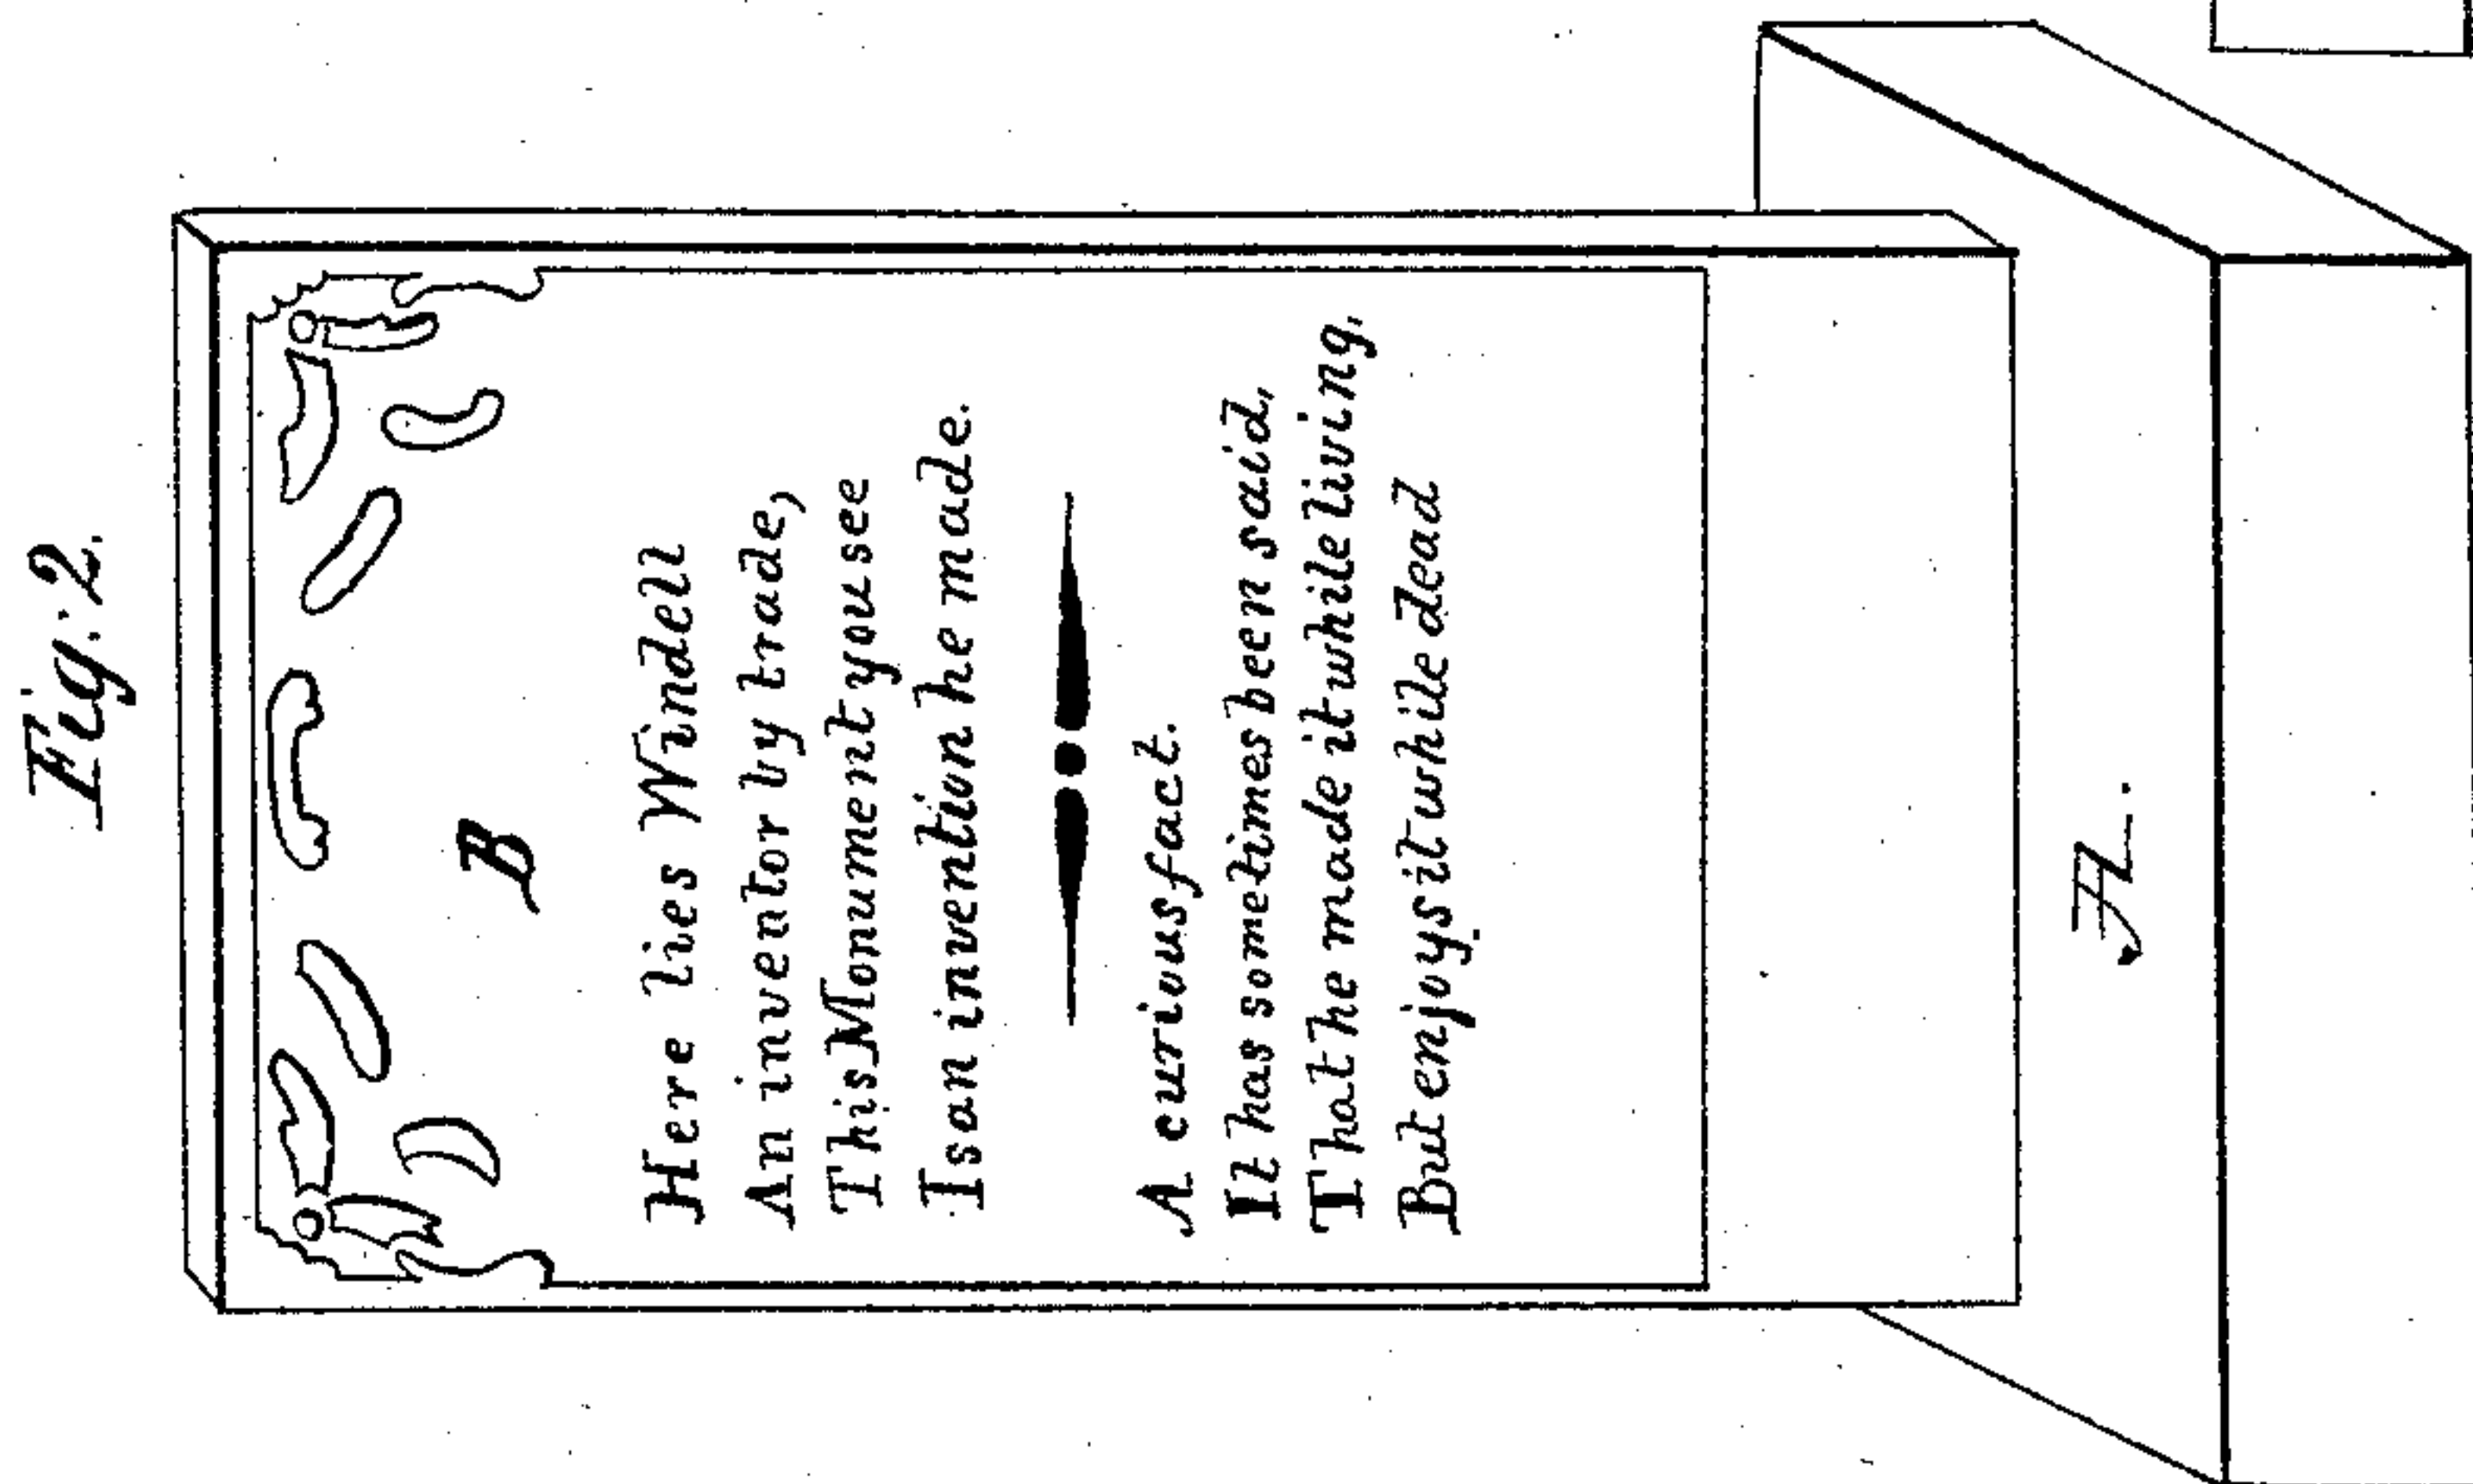 Fig. 2.
B
Here lies Windell
An inventor by trade,
This Monument you see
Is an invention he made.
A curious fact.
It has sometimes been said,
That he made it while living,
But enjoys it while dead
A.